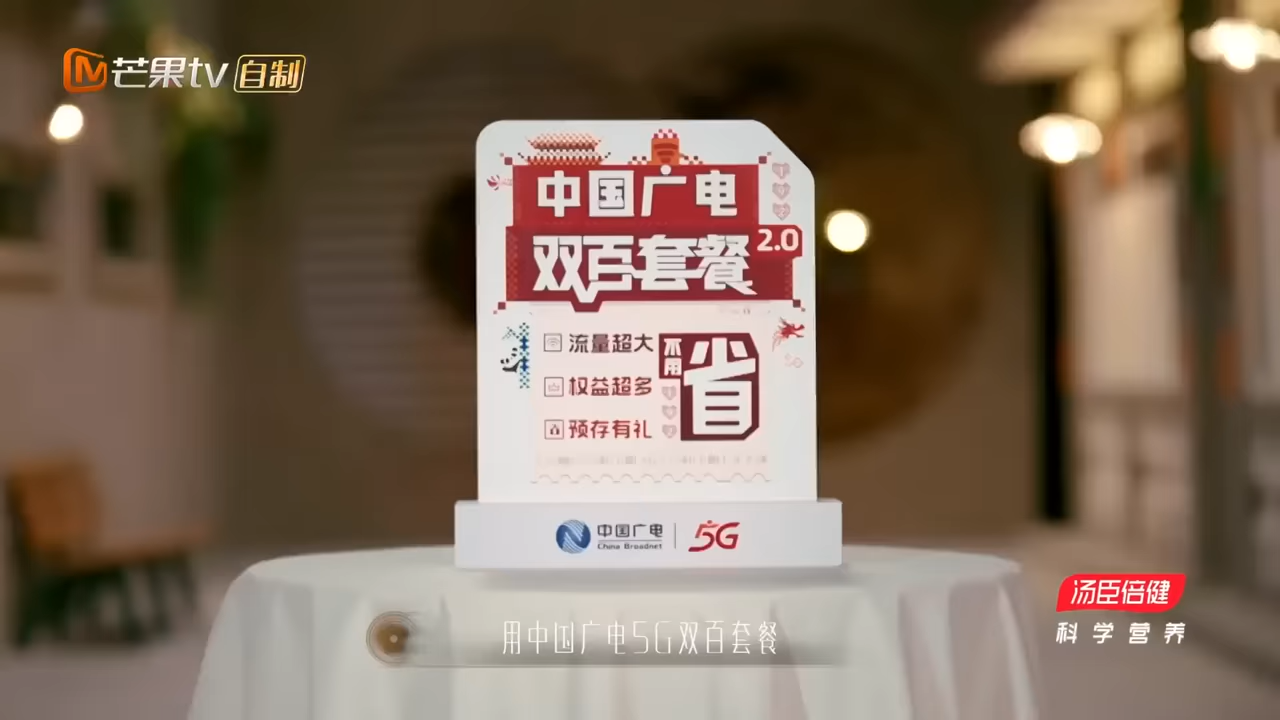 芒果tv 自制
中国广电
双百套餐 2.0
流量超大
权益超多
预存有礼
不用
省
中国广电
China Broadnet
5G
汤臣倍健
科学营养
用中国广电5G双百套餐